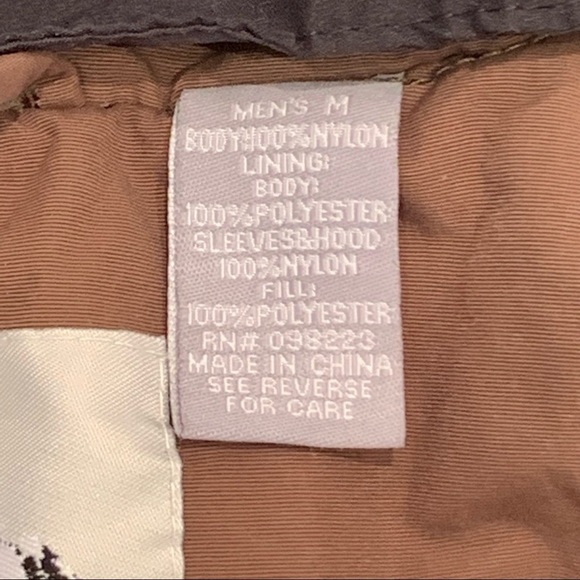 MEN'S M
BODY:100%NYLON
LINING:
BODY:
100%POLYESTER
SLEEVES&HOOD
100%NYLON
FILL:
100%POLYESTER
RN# 098223
MADE IN CHINA
SEE REVERSE
FOR CARE